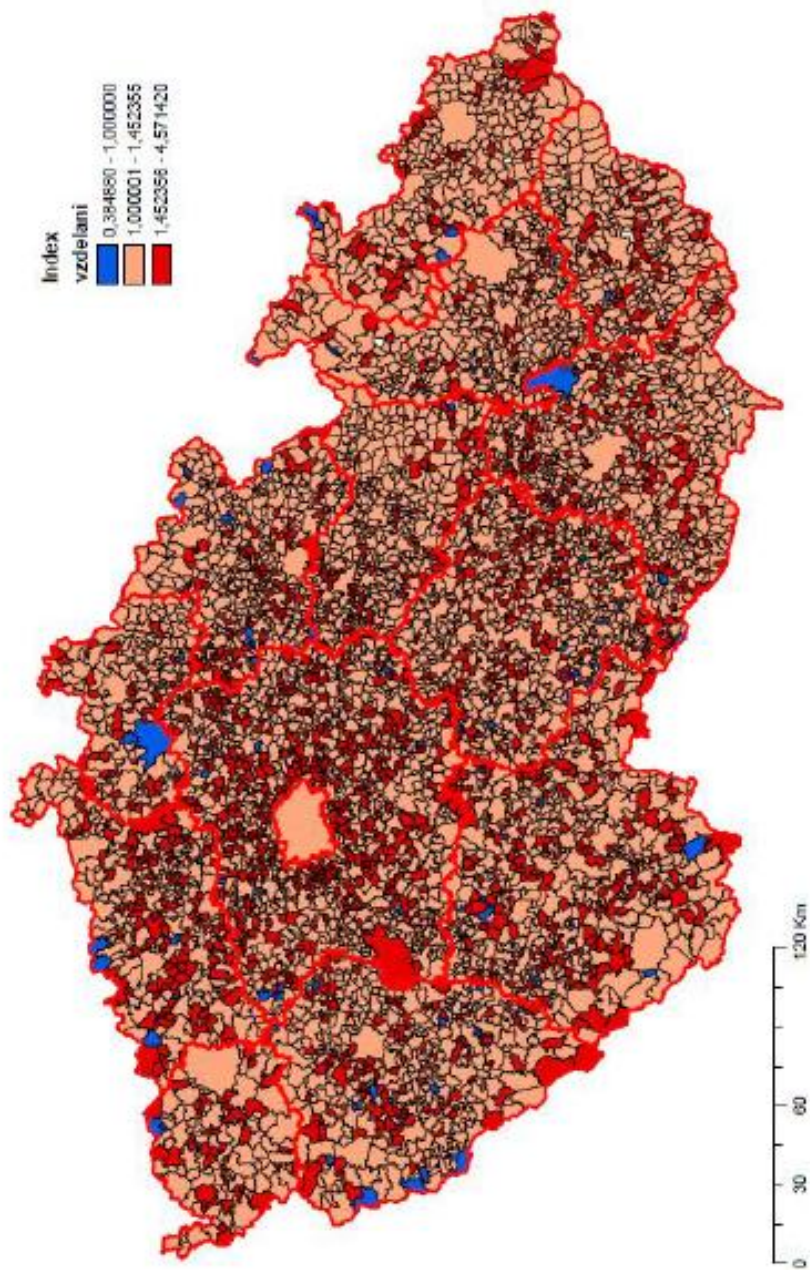 Index
vzdelani
0,384880 - 1,000000
1,000001 - 1,452355
1,452356 - 4,571420
0 30 60 120 Km